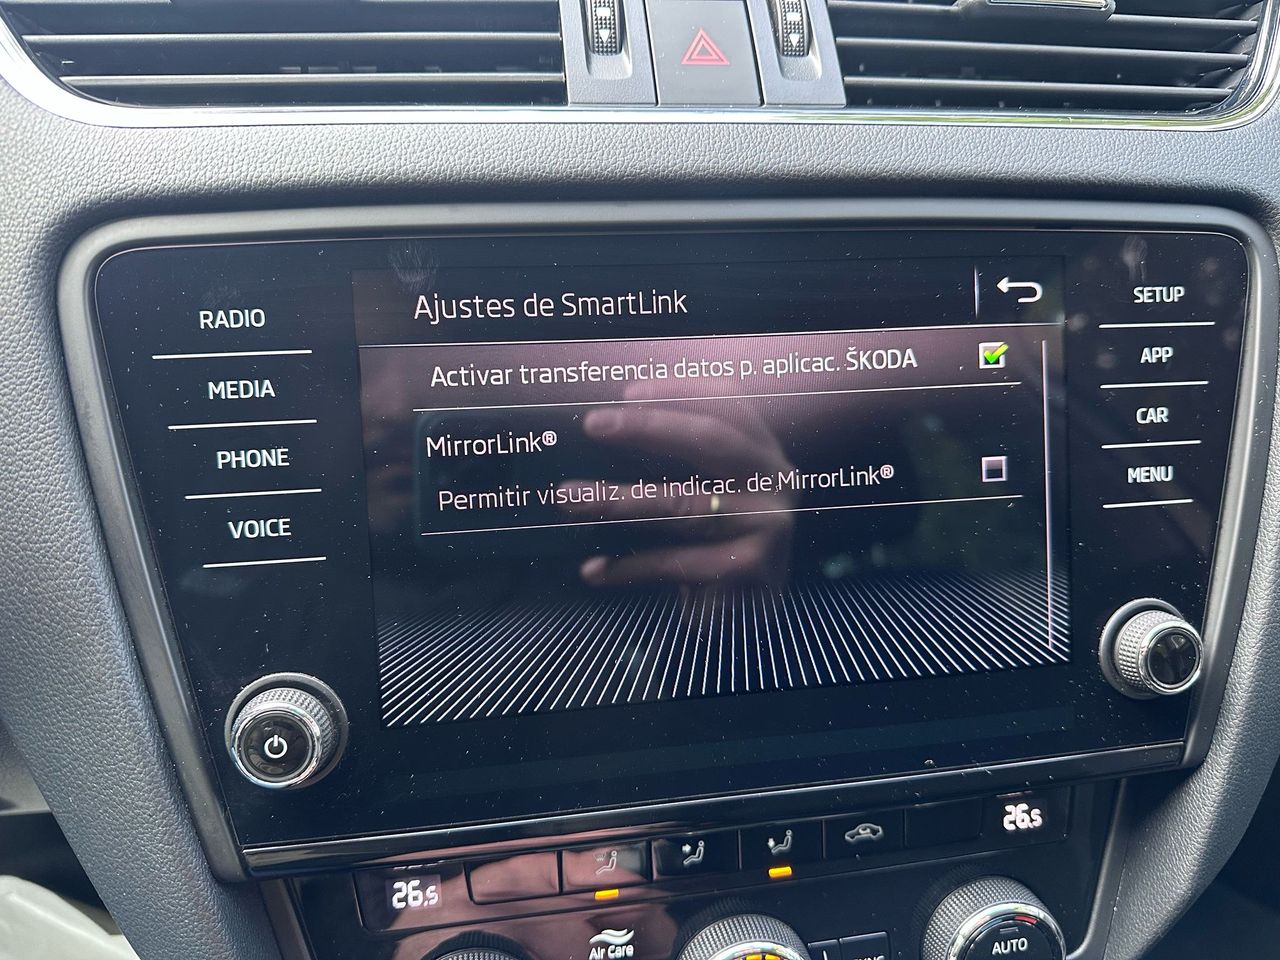 Ajustes de SmartLink
RADIO
MEDIA
PHONE
VOICE
Activar transferencia datos p. aplicac. ŠKODA
MirrorLink®
Permitir visualiz. de indicac. de MirrorLink®
SETUP
APP
CAR
MENU
26.5
26.5
Air Care
AUTO